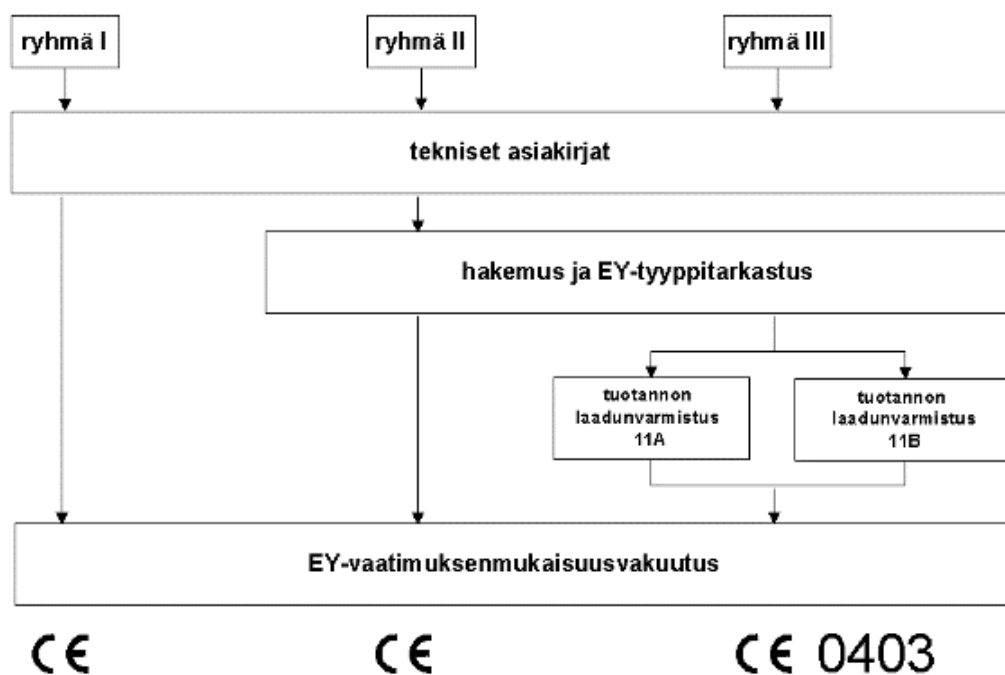 ryhmä I
ryhmä II
ryhmä III
tekniset asiakirjat
hakemus ja EY-tyyppitarkastus
tuotannon
laadunvarmistus
11A
tuotannon
laadunvarmistus
11B
EY-vaatimuksenmukaisuusvakuutus
CE
CE
CE 0403